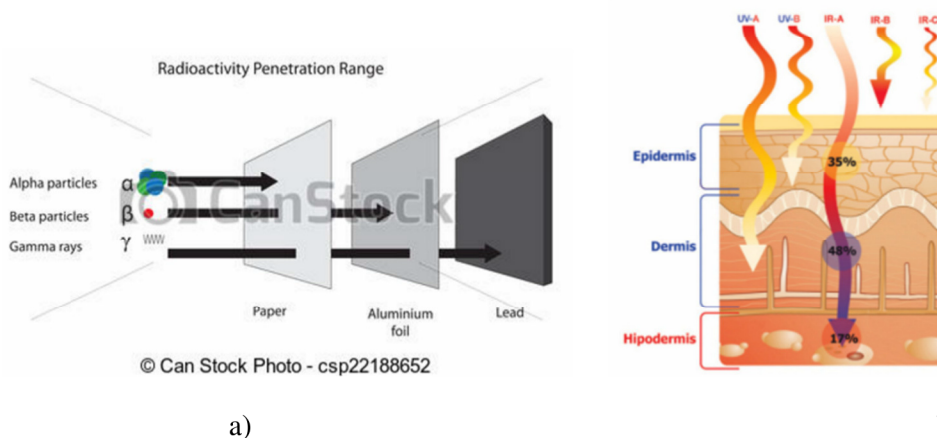 Radioactivity Penetration Range
Alpha particles α
Beta particles β
Gamma rays γ
CanStock
Paper
Aluminium
foil
Lead
© Can Stock Photo - csp22188652
a)
UV-A UV-B IR-A IR-B IR-C
Epidermis
35%
Dermis
48%
Hipodermis
17%